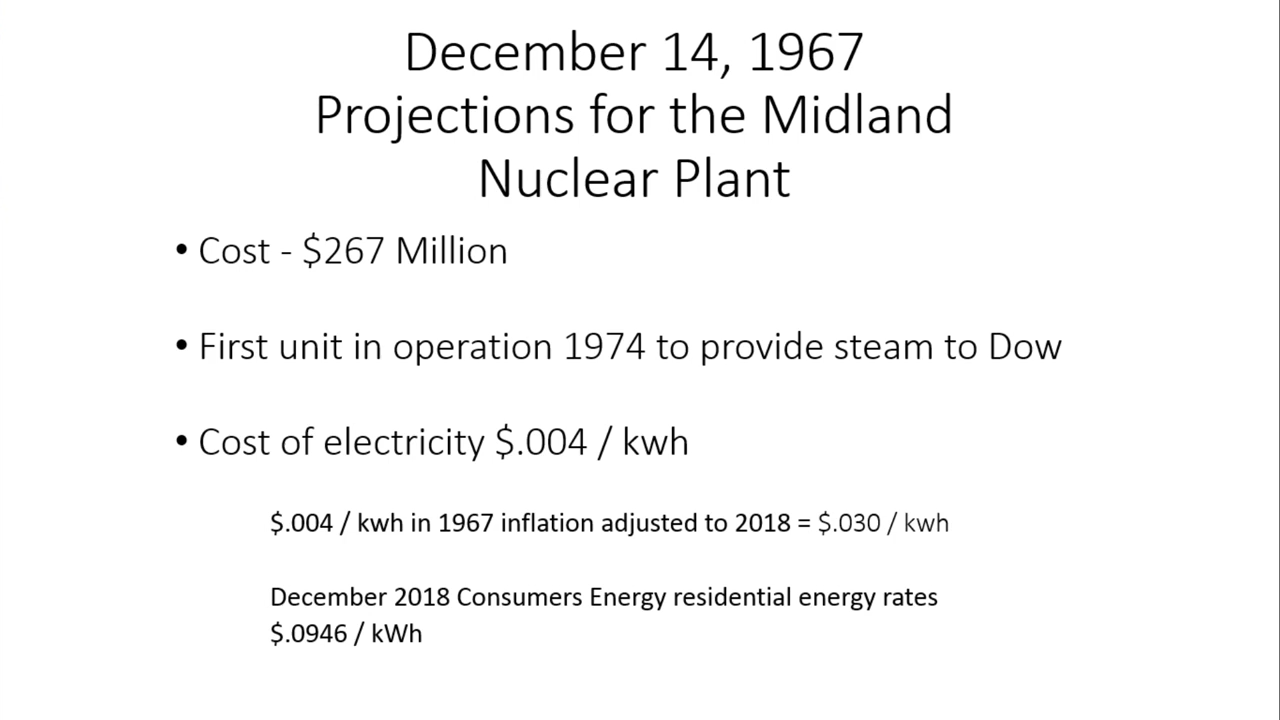 December 14, 1967
Projections for the Midland
Nuclear Plant
• Cost - $267 Million
• First unit in operation 1974 to provide steam to Dow
• Cost of electricity $.004 / kwh
$.004 / kwh in 1967 inflation adjusted to 2018 = $.030 / kwh
December 2018 Consumers Energy residential energy rates
$.0946 / kWh